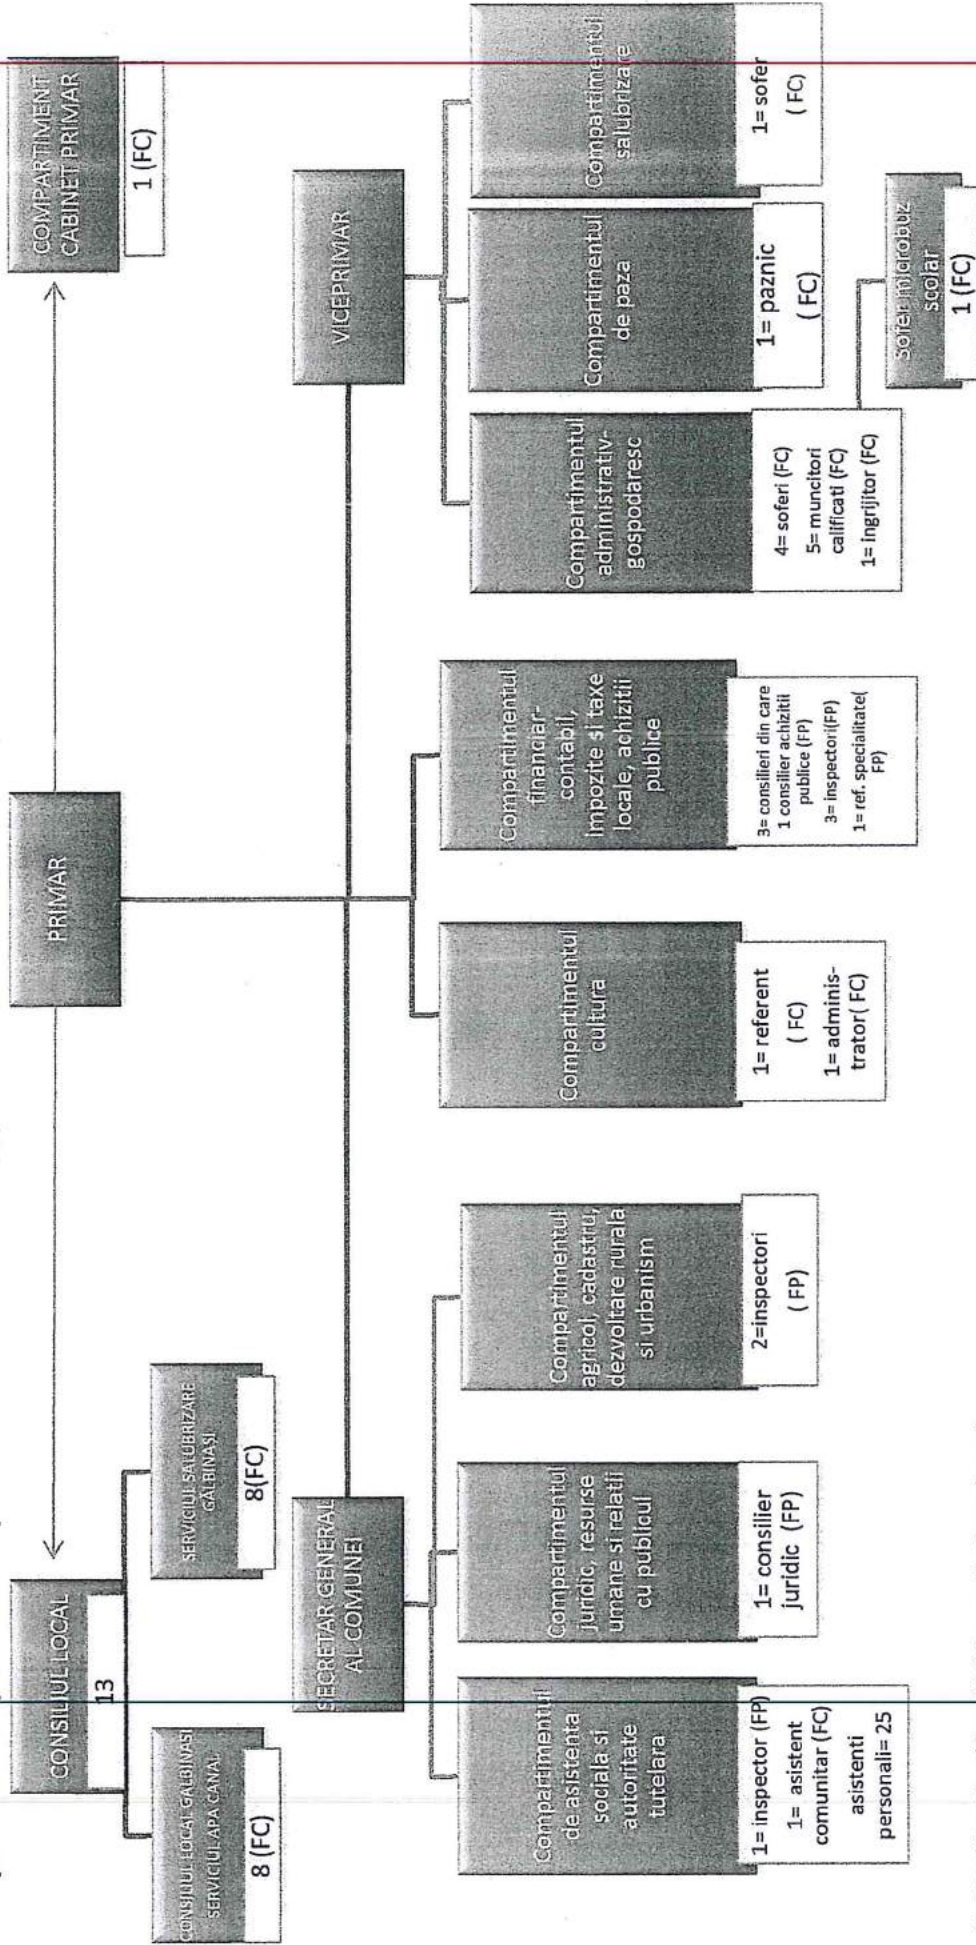 CONSILIUL LOCAL
13
PRIMAR
COMPARTIMENT
CABINET PRIMAR
1 (FC)
CONSILIUL LOCAL GALBINASI
SERVICIUL APA CANAL
8 (FC)
SERVICIUL SALUBRIZARE
GALBINAȘI
8(FC)
SECRETAR GENERAL
AL COMUNEI
VICEPRIMAR
Compartimentul
de asistenta
sociala si
autoritate
tutelara
1= inspector (FP)
1= asistent
comunitar (FC)
asistenti
personali= 25
Compartimentul
juridic, resurse
umane si relatii
cu publicul
1= consilier
juridic (FP)
Compartimentul
agricol, cadastru,
dezvoltare rurala
si urbanism
2=inspectori
( FP)
Compartimentul
cultura
1= referent
( FC)
1= adminis-
trator( FC)
Compartimentul
financiar-
contabil,
impozite si taxe
locale, achizitii
publice
3= consilieri din care
1 consilier achizitii
publice (FP)
3= inspectori(FP)
1= ref. specialitate(
FP)
Compartimentul
administrativ-
gospodaresc
4= soferi (FC)
5= muncitori
calificati (FC)
1= ingrijitor (FC)
Compartimentul
de paza
1= paznic
( FC)
Compartimentul
salubrizare
1= sofer
( FC)
Sofer microbuz
scolar
1 (FC)